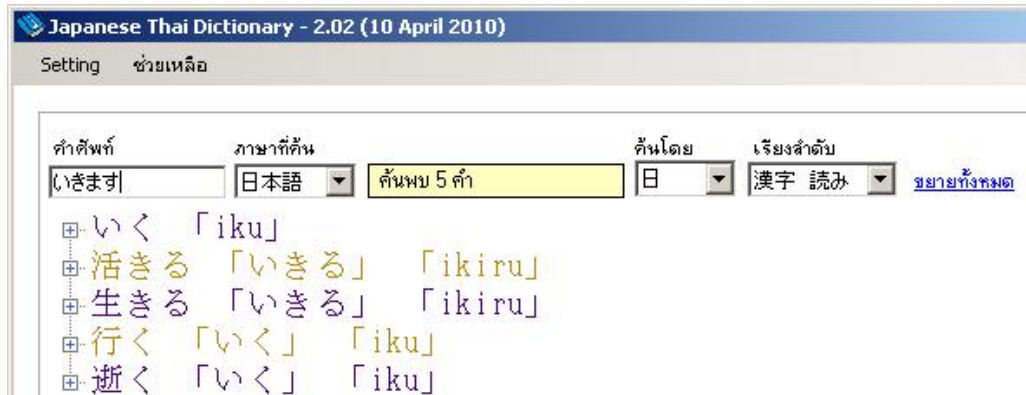 Japanese Thai Dictionary - 2.02 (10 April 2010)
Setting ช่วยเหลือ
คำศัพท์ ภาษาที่ค้น ค้นโดย เรียงลำดับ
いきます 日本語 ค้นพบ 5 คำ 日 漢字 読み ขยายทั้งหมด
いく 「iku」
活きる 「いきる」 「ikiru」
生きる 「いきる」 「ikiru」
行く 「いく」 「iku」
逝く 「いく」 「iku」